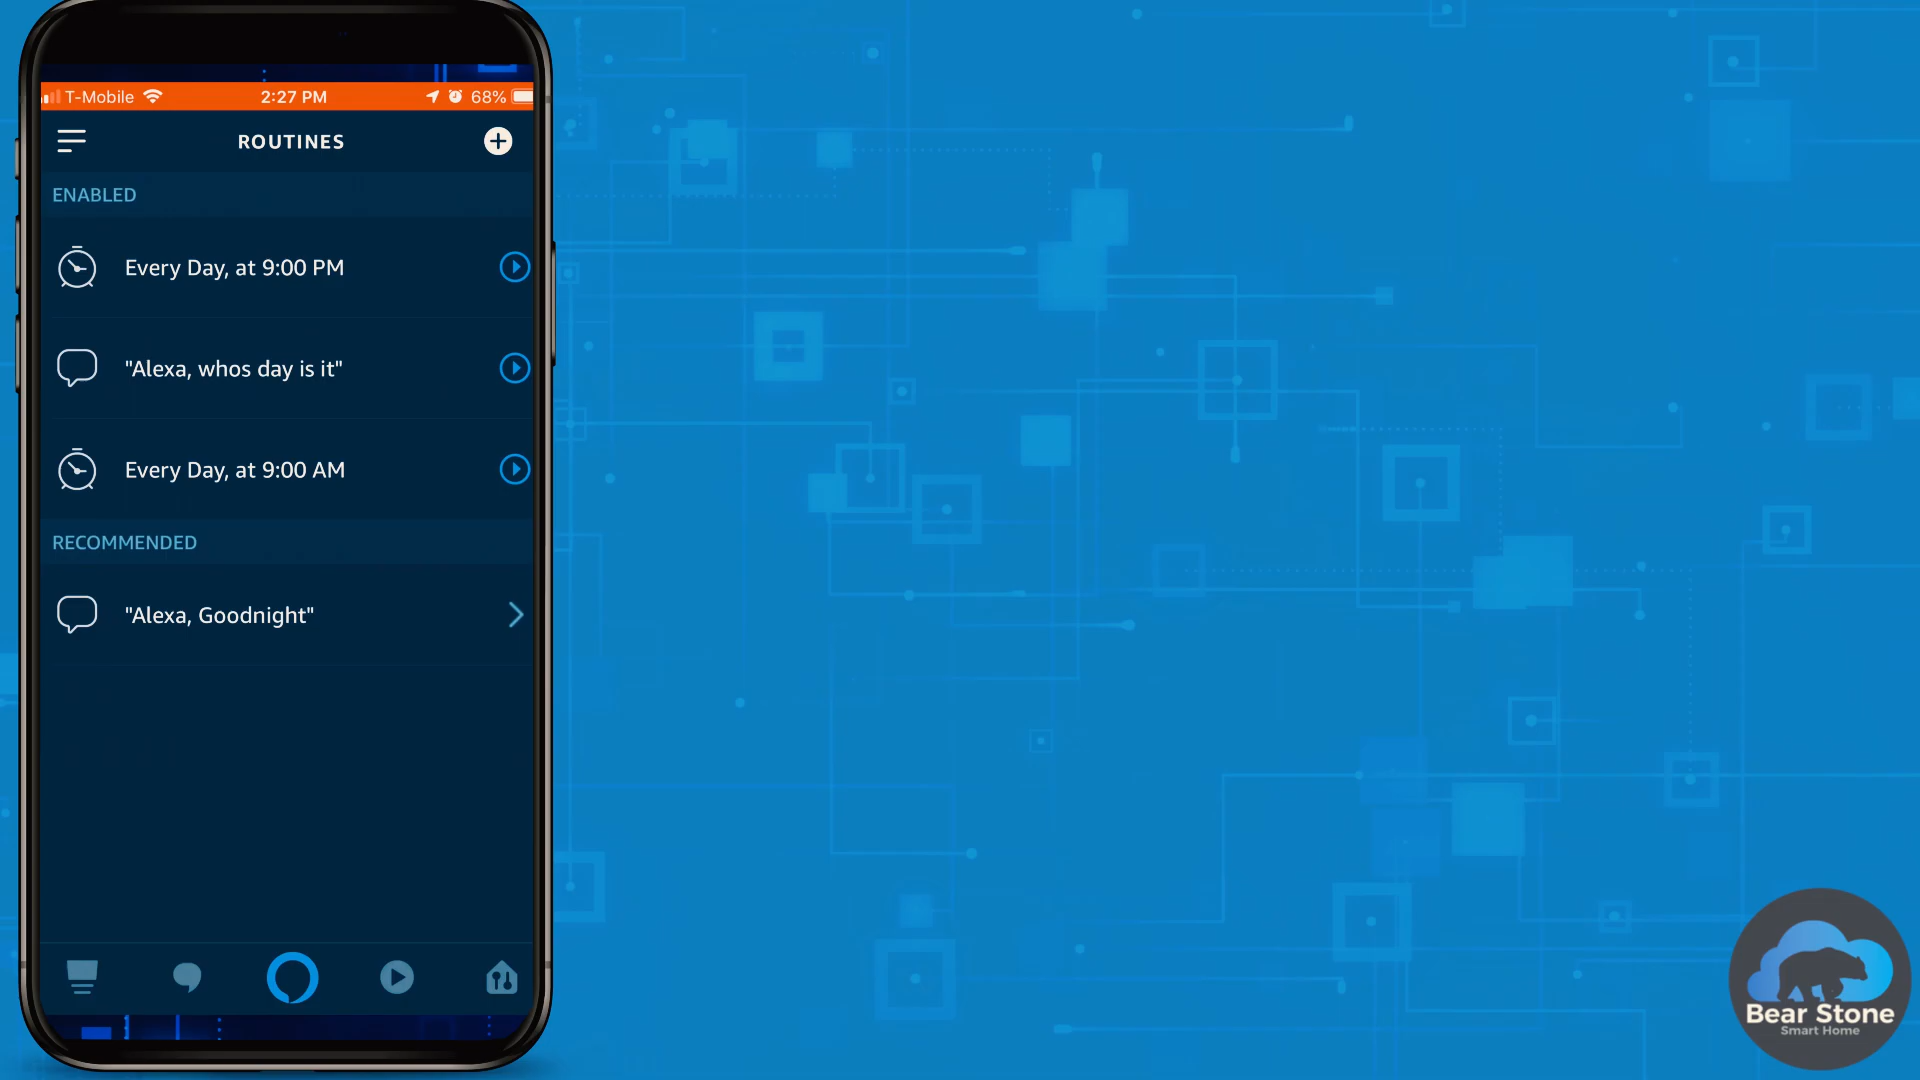 T-Mobile 2:27 PM 68%
ROUTINES
ENABLED
Every Day, at 9:00 PM
"Alexa, whos day is it"
Every Day, at 9:00 AM
RECOMMENDED
"Alexa, Goodnight"
Bear Stone
Smart Home